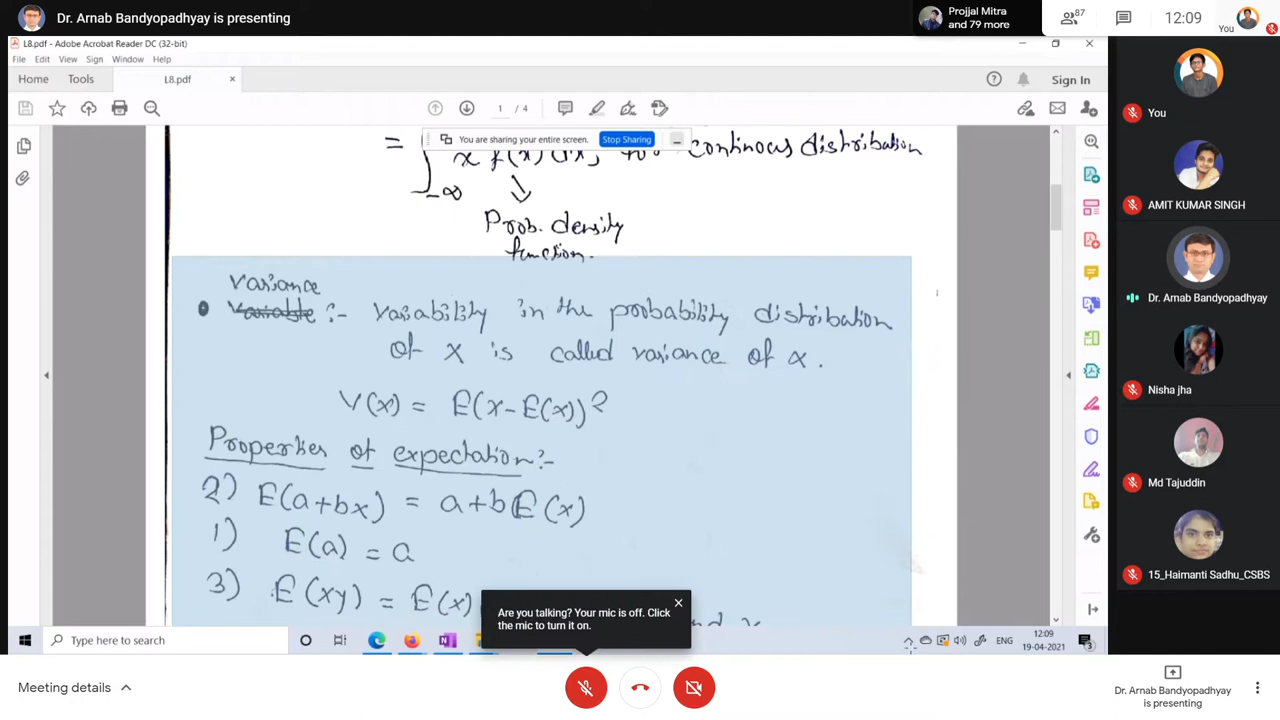 Dr. Arnab Bandyopadhyay is presenting
Projjal Mitra
and 79 more
87
12:09
You
L8.pdf - Adobe Acrobat Reader DC (32-bit)
File Edit View Sign Window Help
Home Tools L8.pdf ×
Sign In
1 / 4
You are sharing your entire screen. Stop Sharing
= ∫ x f(x) dx, for continous distribution
-∞
Prob. density
function.
variance
• variable :- variability in the probability distribution
of X is called variance of x.
V(x) = E(x-E(x))²
Properties of expectation:-
2) E(a+bx) = a+bE(x)
1) E(a) = a
3) E(xy) = E(x)
Are you talking? Your mic is off. Click
the mic to turn it on.
You
AMIT KUMAR SINGH
Dr. Arnab Bandyopadhyay
Nisha jha
Md Tajuddin
15_Haimanti Sadhu_CSBS
Type here to search
ENG
12:09
19-04-2021
3
Meeting details
Dr. Arnab Bandyopadhyay
is presenting